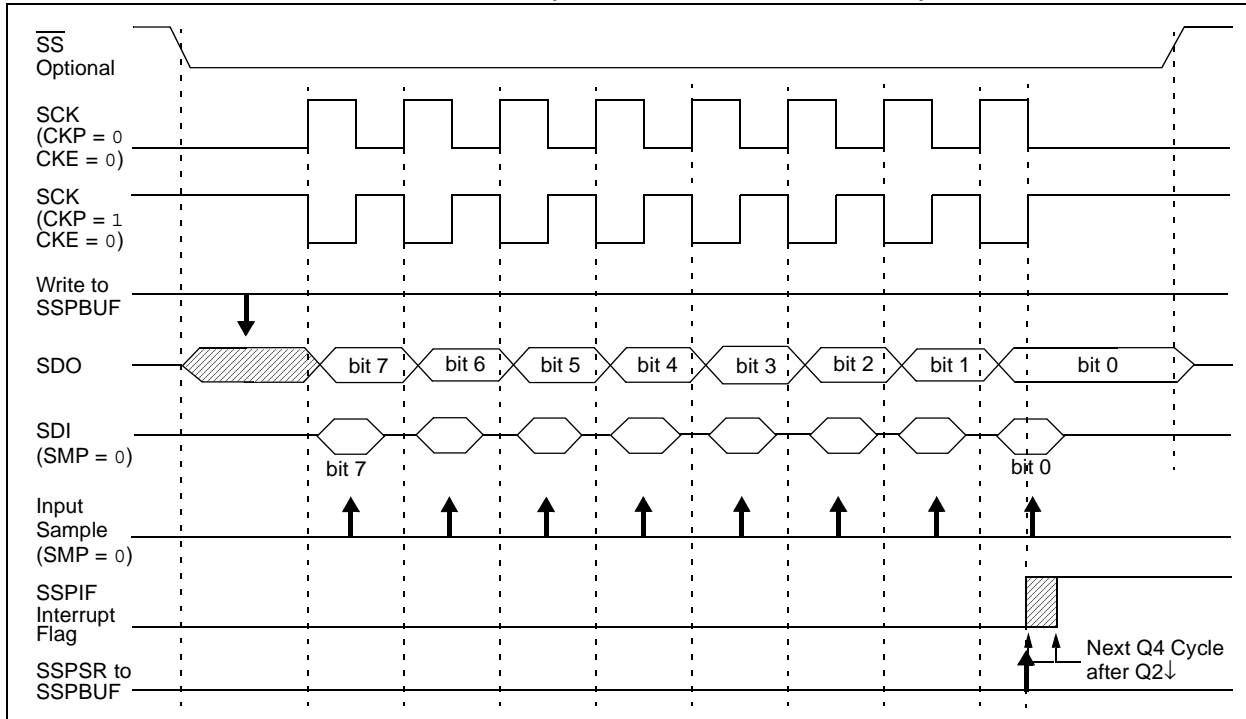 SS
Optional
SCK
(CKP = 0
CKE = 0)
SCK
(CKP = 1
CKE = 0)
Write to
SSPBUF
SDO
bit 7
bit 6
bit 5
bit 4
bit 3
bit 2
bit 1
bit 0
SDI
(SMP = 0)
bit 7
bit 0
Input
Sample
(SMP = 0)
SSPIF
Interrupt
Flag
Next Q4 Cycle
after Q2↓
SSPSR to
SSPBUF